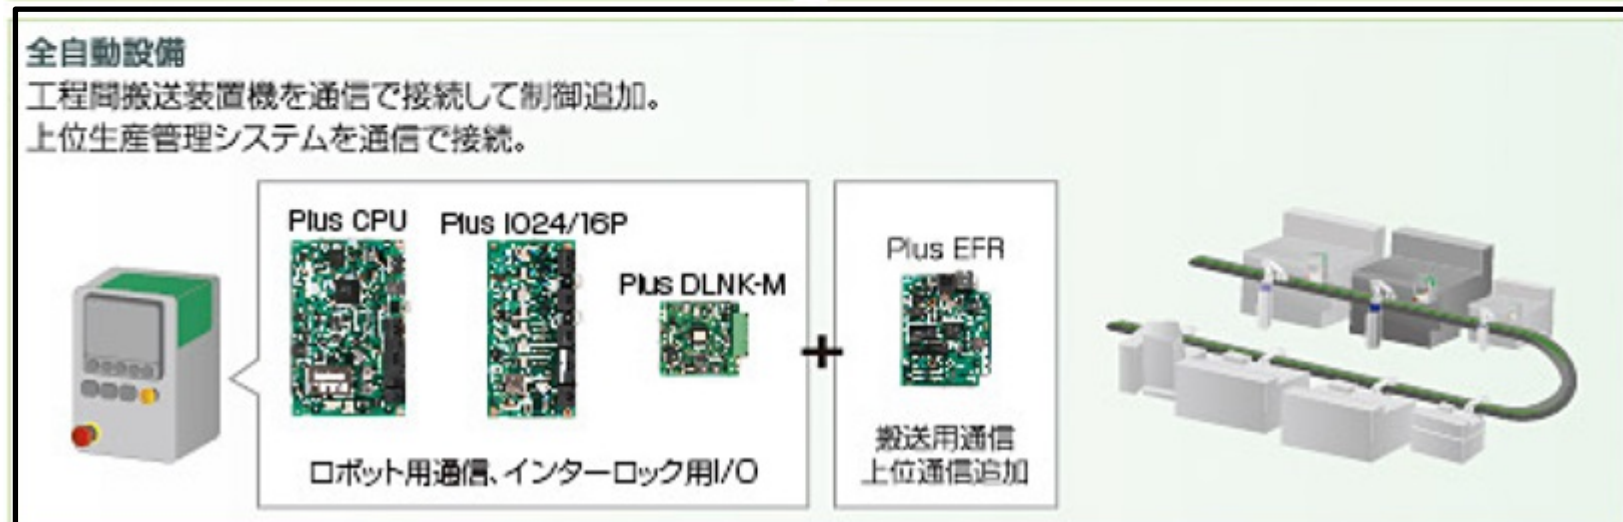 全自動設備
工程間搬送装置機を通信で接続して制御追加。
上位生産管理システムを通信で接続。
Plus CPU
Plus IO24/16P
Plus DLNK-M
ロボット用通信、インターロック用I/O
+
Plus EFR
搬送用通信
上位通信追加